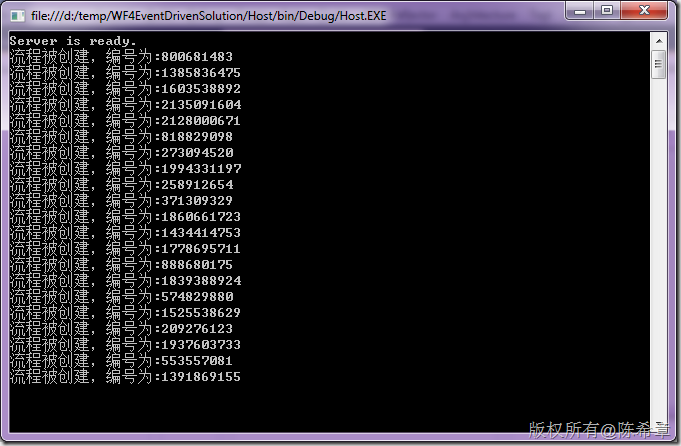 file:///d:/temp/WF4EventDrivenSolution/Host/bin/Debug/Host.EXE
Server is ready.
流程被创建，编号为:800681483
流程被创建，编号为:1385836475
流程被创建，编号为:1603538892
流程被创建，编号为:2135091604
流程被创建，编号为:2128000671
流程被创建，编号为:818829098
流程被创建，编号为:273094520
流程被创建，编号为:1994331197
流程被创建，编号为:258912654
流程被创建，编号为:371309329
流程被创建，编号为:1860661723
流程被创建，编号为:1434414753
流程被创建，编号为:1778695711
流程被创建，编号为:888680175
流程被创建，编号为:1839388924
流程被创建，编号为:574829880
流程被创建，编号为:1525538629
流程被创建，编号为:209276123
流程被创建，编号为:1937603733
流程被创建，编号为:553557081
流程被创建，编号为:1391869155
版权所有@陈希章